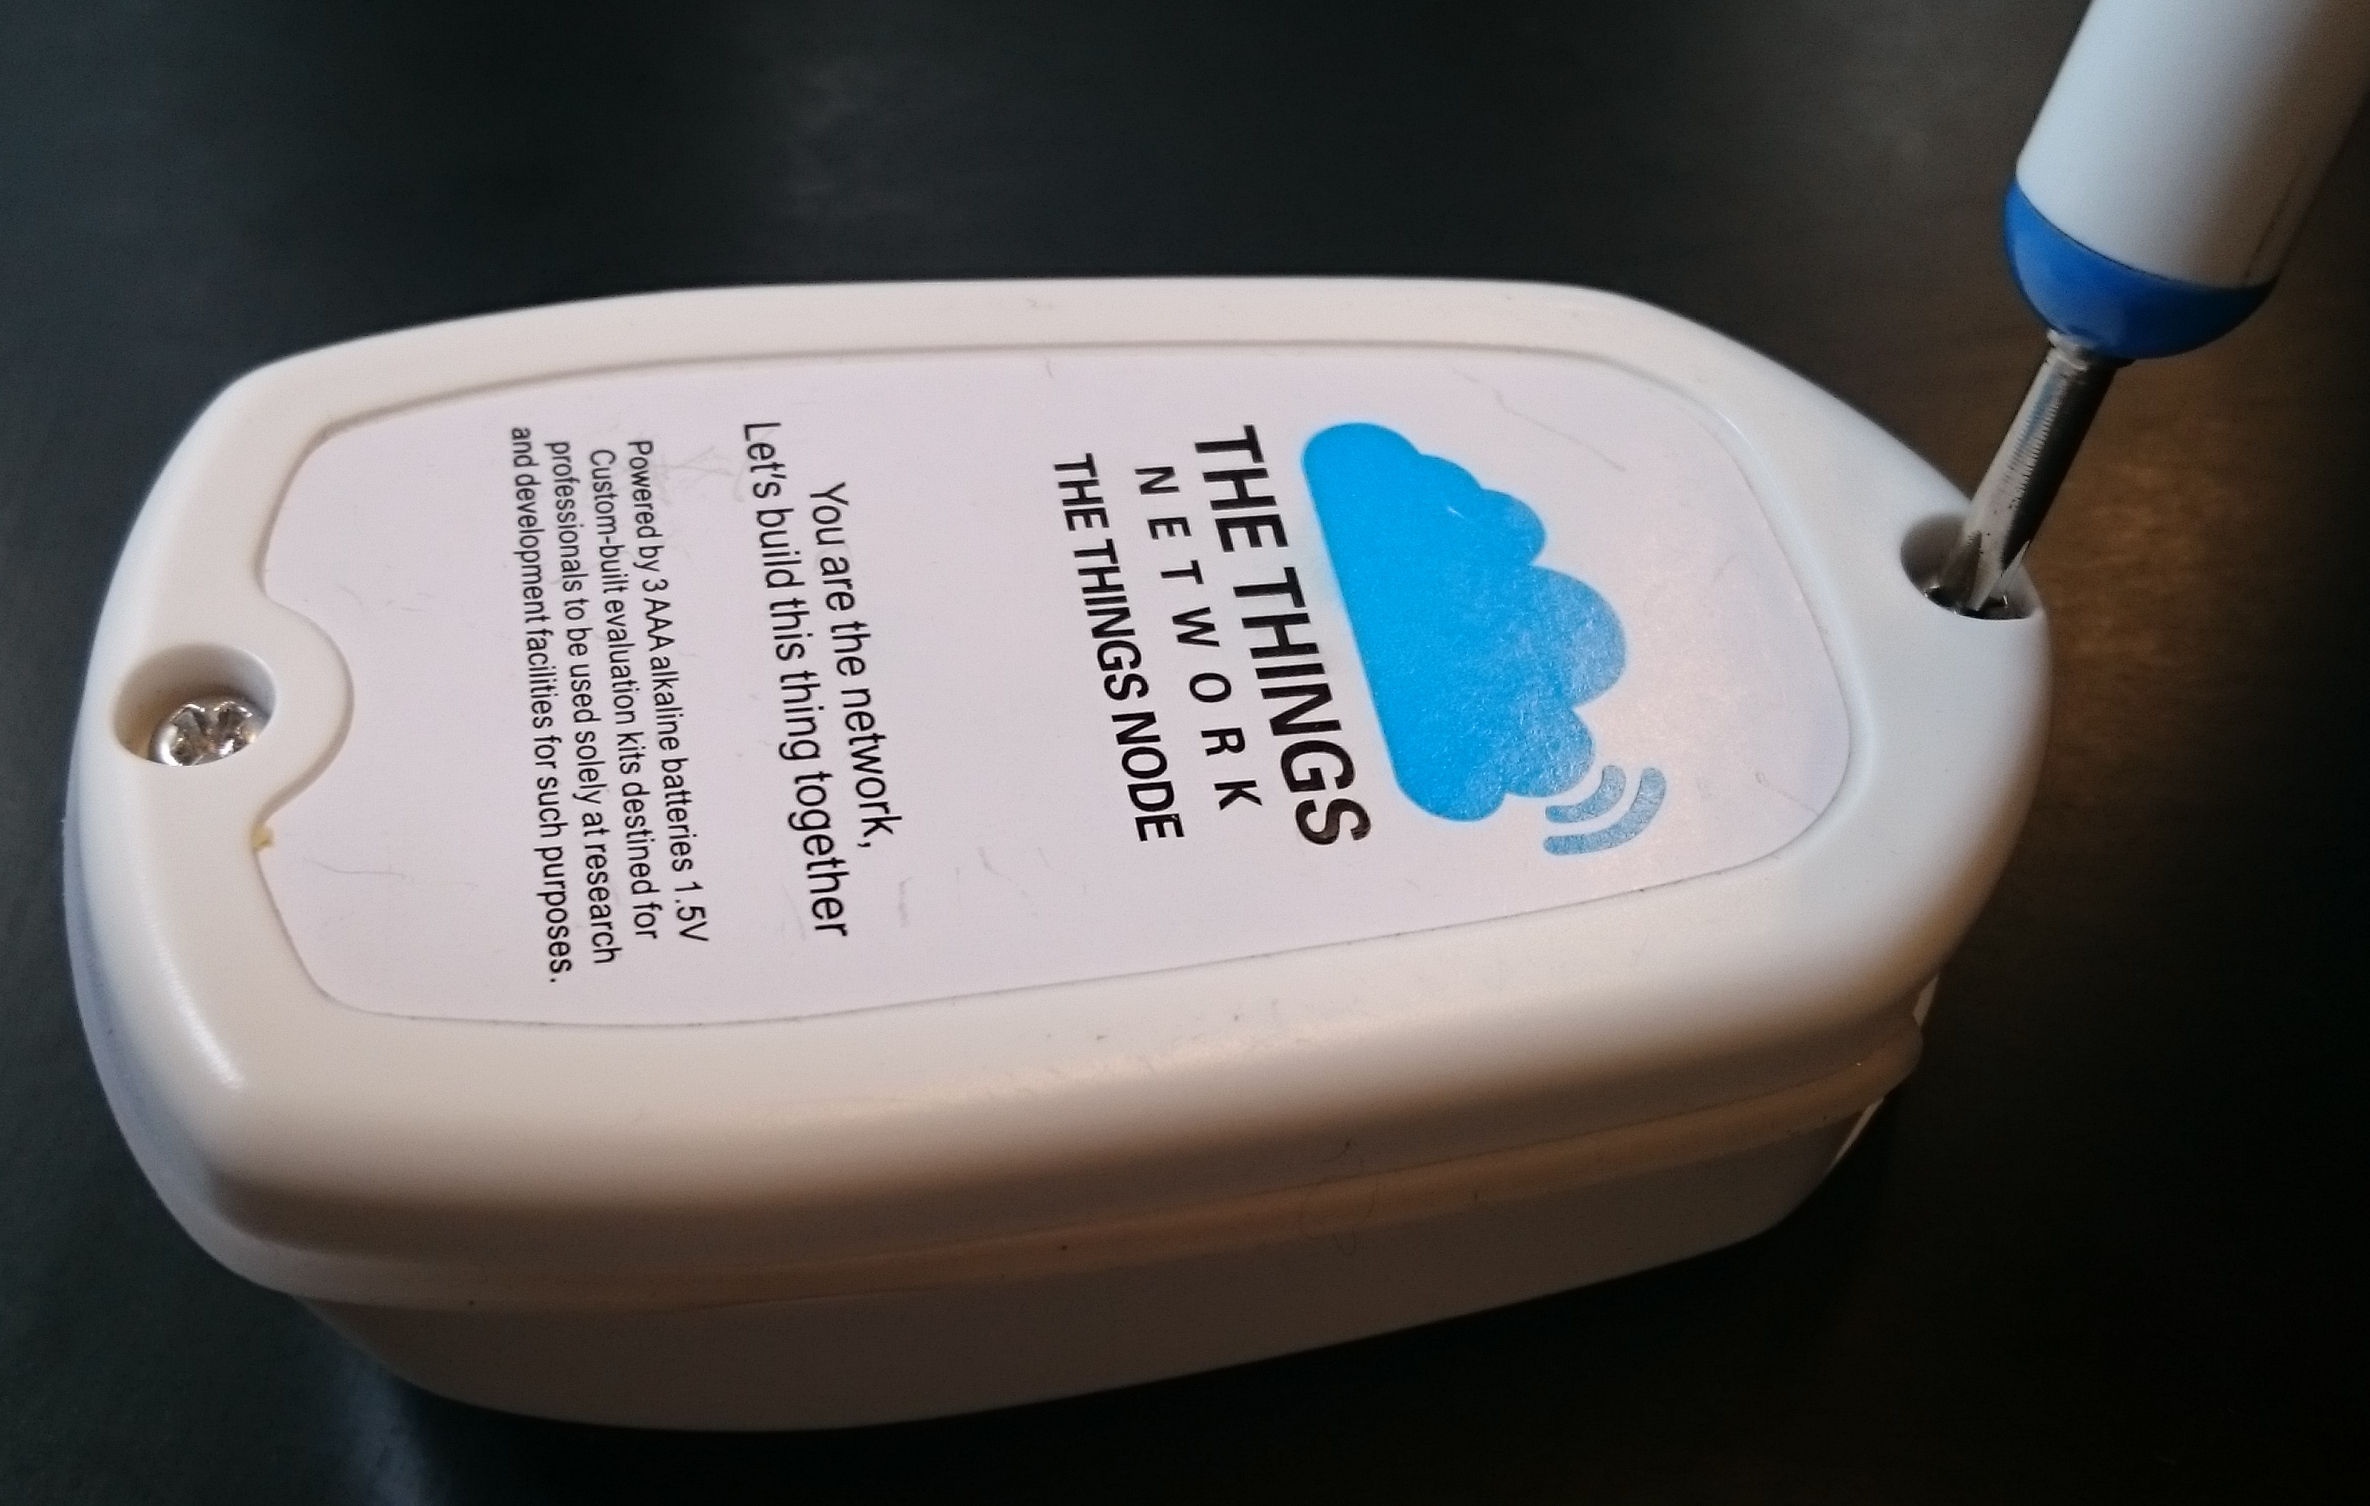 THE THINGS
NETWORK
THE THINGS NODE
You are the network,
Let's build this thing together
Powered by 3 AAA alkaline batteries 1.5V
Custom-built evaluation kits destined for
professionals to be used solely at research
and development facilities for such purposes.